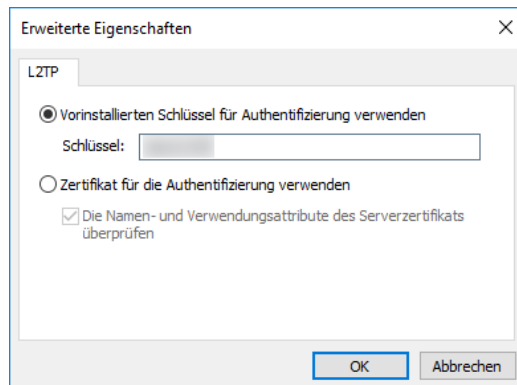 Erweiterte Eigenschaften
L2TP
Vorinstallierten Schlüssel für Authentifizierung verwenden
Schlüssel:
Zertifikat für die Authentifizierung verwenden
Die Namen- und Verwendungsattribute des Serverzertifikats
überprüfen
OK Abbrechen